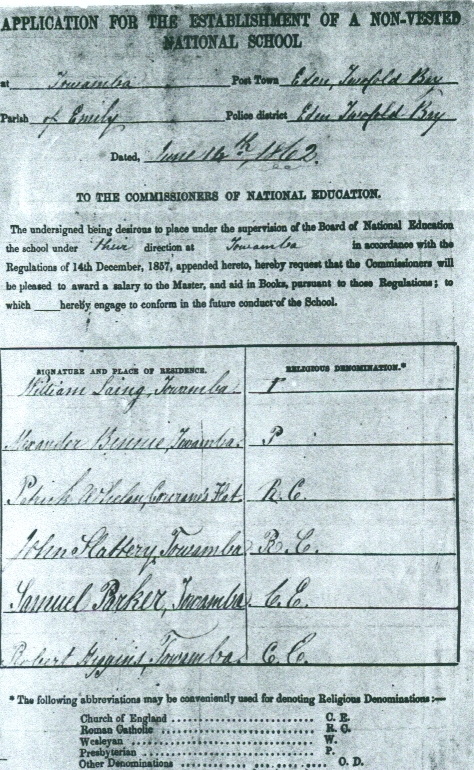 APPLICATION FOR THE ESTABLISHMENT OF A NON-VESTED
NATIONAL SCHOOL
at Towamba Post Town Eden, Twofold Bay
Parish of Emily Police district Eden Twofold Bay
Dated, June 16th, 1862.
TO THE COMMISSIONERS OF NATIONAL EDUCATION.
The undersigned being desirous to place under the supervision of the Board of National Education
the school under their direction at Towamba in accordance with the
Regulations of 14th December, 1857, appended hereto, hereby request that the Commissioners will
be pleased to award a salary to the Master, and aid in Books, pursuant to those Regulations; to
which ____ hereby engage to conform in the future conduct of the School.
SIGNATURE AND PLACE OF RESIDENCE. RELIGIOUS DENOMINATION.*
William Laing, Towamba. P
Alexander Binnie, Towamba. P
Patrick Whelan, Flat R.C.
John Slattery, Towamba R.C.
Samuel Parker, Towamba C.E.
Robert Higgins, Towamba. C.E.
* The following abbreviations may be conveniently used for denoting Religious Denominations:—
Church of England .................... C. E.
Roman Catholic .................... R. C.
Wesleyan .................... W.
Presbyterian .................... P.
Other Denominations .................... O. D.